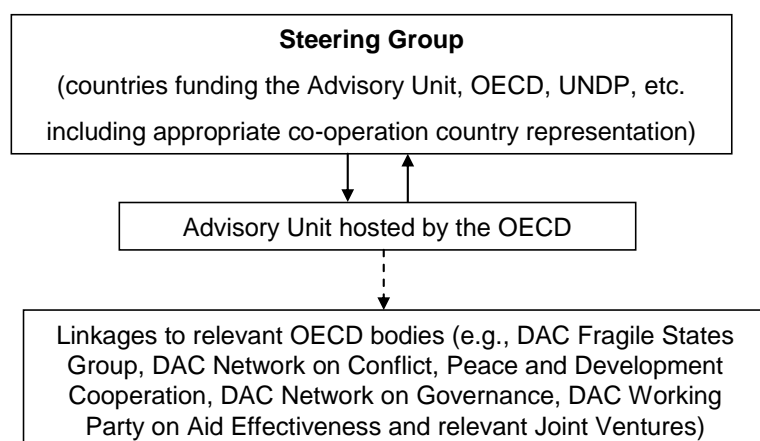 Steering Group
(countries funding the Advisory Unit, OECD, UNDP, etc.
including appropriate co-operation country representation)
Advisory Unit hosted by the OECD
Linkages to relevant OECD bodies (e.g., DAC Fragile States
Group, DAC Network on Conflict, Peace and Development
Cooperation, DAC Network on Governance, DAC Working
Party on Aid Effectiveness and relevant Joint Ventures)